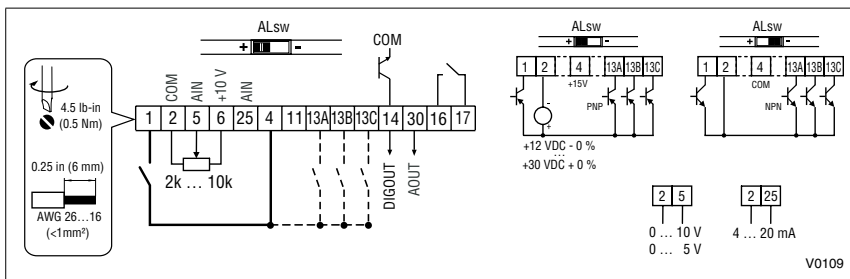 ALsw
+ -
COM
4.5 lb-in
(0.5 Nm)
0.25 in (6 mm)
AWG 26…16
(<1mm²)
COM
AIN
+10 V
AIN
1 2 5 6 25 4 11 13A 13B 13C 14 30 16 17
2k … 10k
DIGOUT
AOUT
ALsw
+ -
1 2 4 13A 13B 13C
+15V
PNP
-
+
+12 VDC - 0 %
…
+30 VDC + 0 %
ALsw
+ -
1 2 4 13A 13B 13C
COM
NPN
2 5
0 … 10 V
0 … 5 V
2 25
4 … 20 mA
V0109